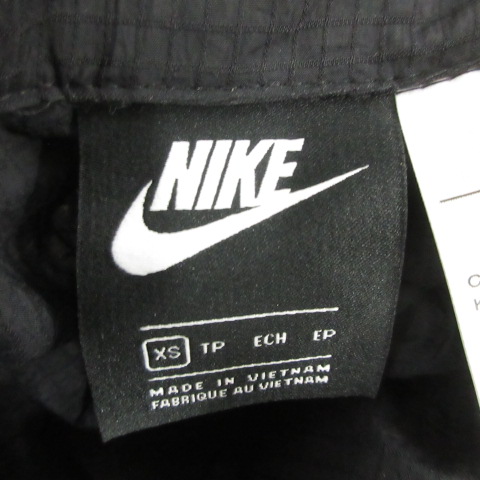 NIKE
XS TP ECH EP
MADE IN VIETNAM
FABRIQUE AU VIETNAM